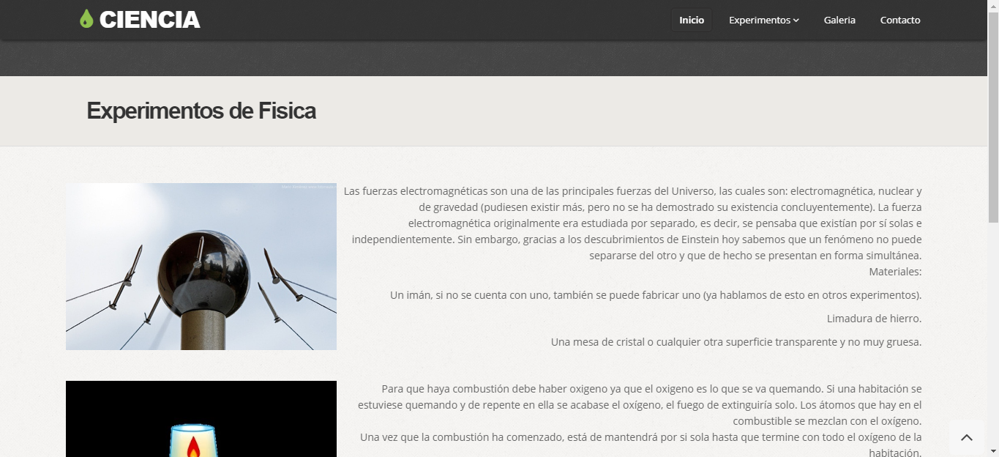 CIENCIA
Inicio
Experimentos
Galeria
Contacto
Experimentos de Fisica
Las fuerzas electromagnéticas son una de las principales fuerzas del Universo, las cuales son: electromagnética, nuclear y
de gravedad (pudiesen existir más, pero no se ha demostrado su existencia concluyentemente). La fuerza
electromagnética originalmente era estudiada por separado, es decir, se pensaba que existían por sí solas e
independientemente. Sin embargo, gracias a los descubrimientos de Einstein hoy sabemos que un fenómeno no puede
separarse del otro y que de hecho se presentan en forma simultánea.
Materiales:
Un imán, si no se cuenta con uno, también se puede fabricar uno (ya hablamos de esto en otros experimentos).
Limadura de hierro.
Una mesa de cristal o cualquier otra superficie transparente y no muy gruesa.
Para que haya combustión debe haber oxigeno ya que el oxigeno es lo que se va quemando. Si una habitación se
estuviese quemando y de repente en ella se acabase el oxígeno, el fuego de extinguiría solo. Los átomos que hay en el
combustible se mezclan con el oxígeno.
Una vez que la combustión ha comenzado, está de mantendrá por si sola hasta que termine con todo el oxígeno de la
habitación.